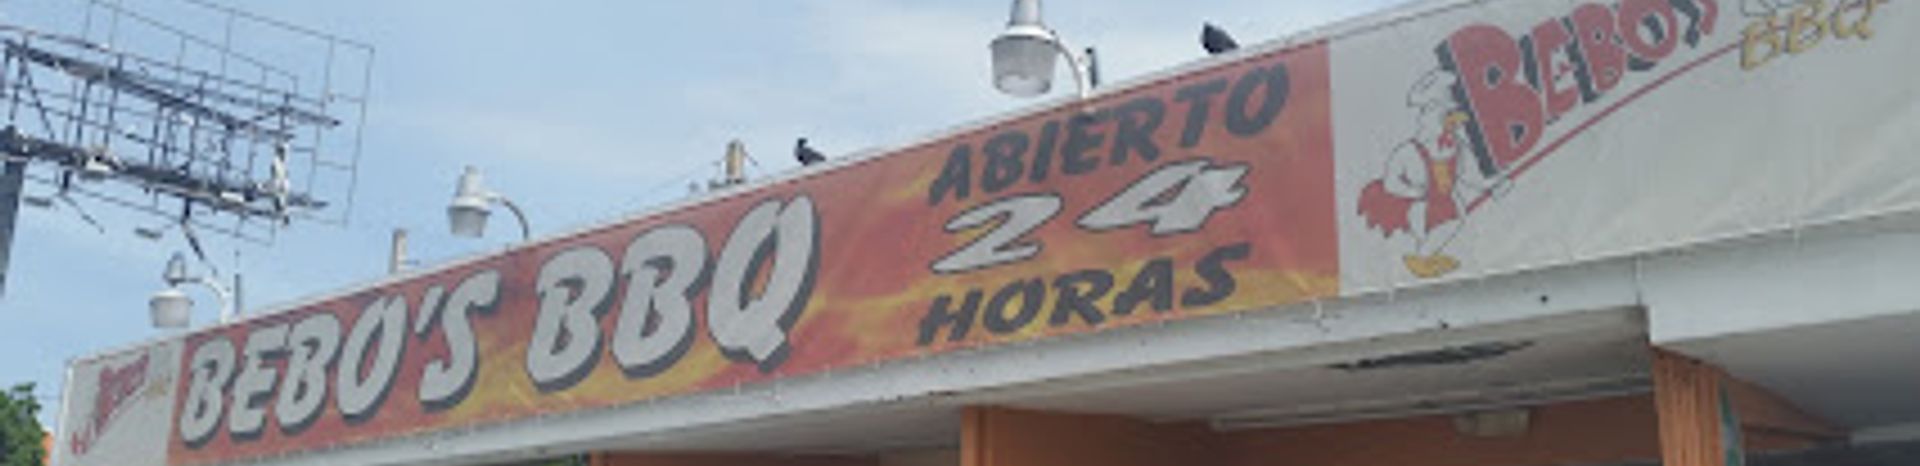 BEBO'S BBQ
ABIERTO
24
HORAS
BEBO'S
BBQ